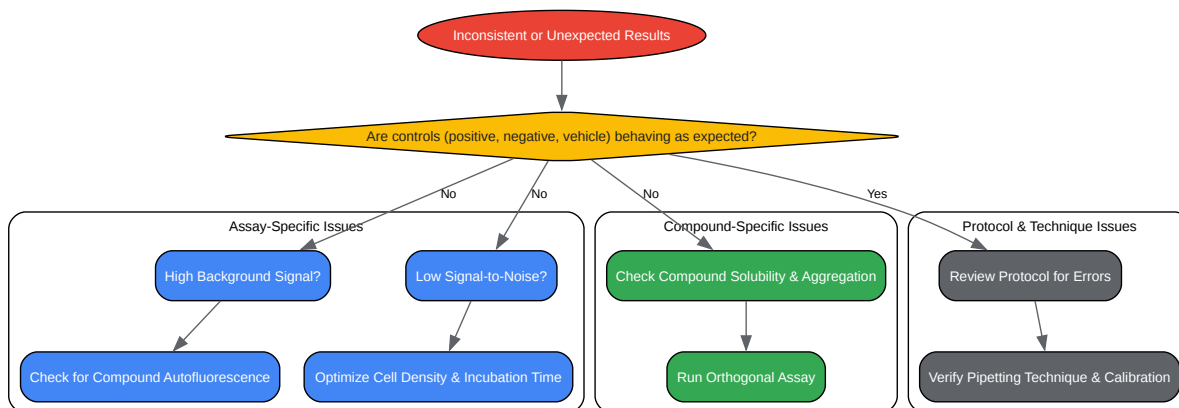 Inconsistent or Unexpected Results
Are controls (positive, negative, vehicle) behaving as expected?
No
No
No
Yes
Assay-Specific Issues
Compound-Specific Issues
Protocol & Technique Issues
High Background Signal?
Low Signal-to-Noise?
Check Compound Solubility & Aggregation
Review Protocol for Errors
Check for Compound Autofluorescence
Optimize Cell Density & Incubation Time
Run Orthogonal Assay
Verify Pipetting Technique & Calibration